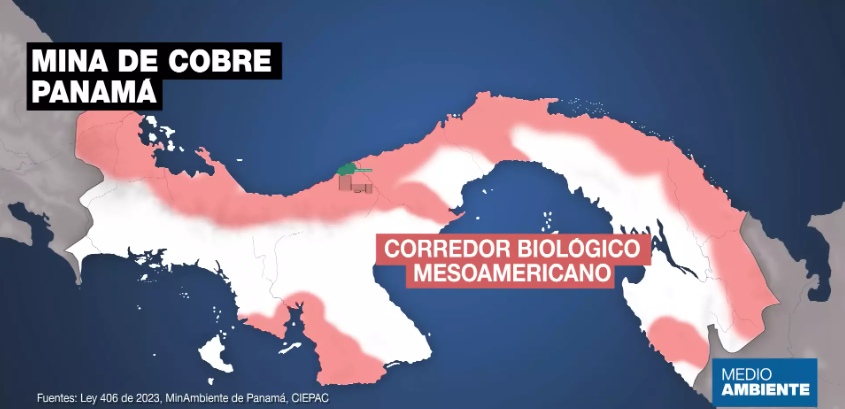 MINA DE COBRE
PANAMÁ
CORREDOR BIOLÓGICO
MESOAMERICANO
MEDIO
AMBIENTE
Fuentes: Ley 406 de 2023, MinAmbiente de Panamá, CIEPAC